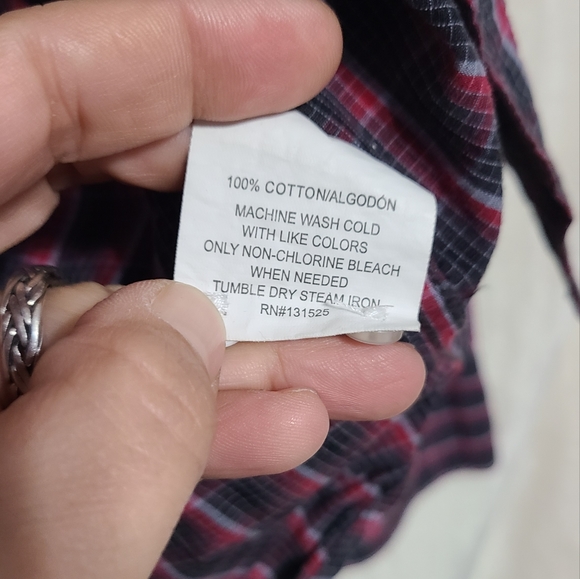 100% COTTON/ALGODÓN
MACHINE WASH COLD
WITH LIKE COLORS
ONLY NON-CHLORINE BLEACH
WHEN NEEDED
TUMBLE DRY STEAM IRON
RN#131525